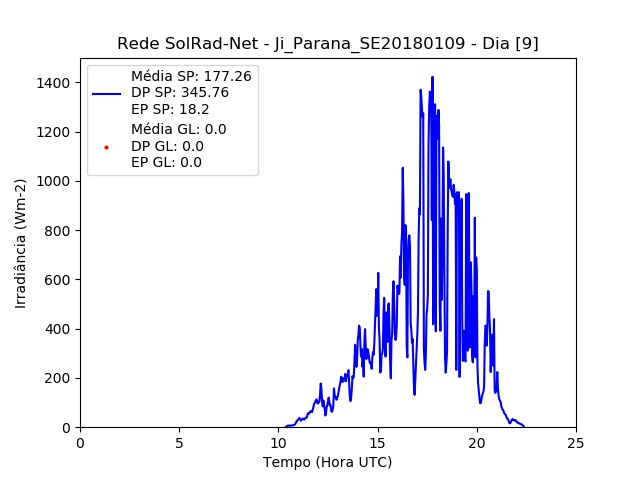 Rede SolRad-Net - Ji_Parana_SE20180109 - Dia [9]
Média SP: 177.26
DP SP: 345.76
EP SP: 18.2
Média GL: 0.0
DP GL: 0.0
EP GL: 0.0
Irradiância (Wm-2)
1400
1200
1000
800
600
400
200
0
0 5 10 15 20 25
Tempo (Hora UTC)